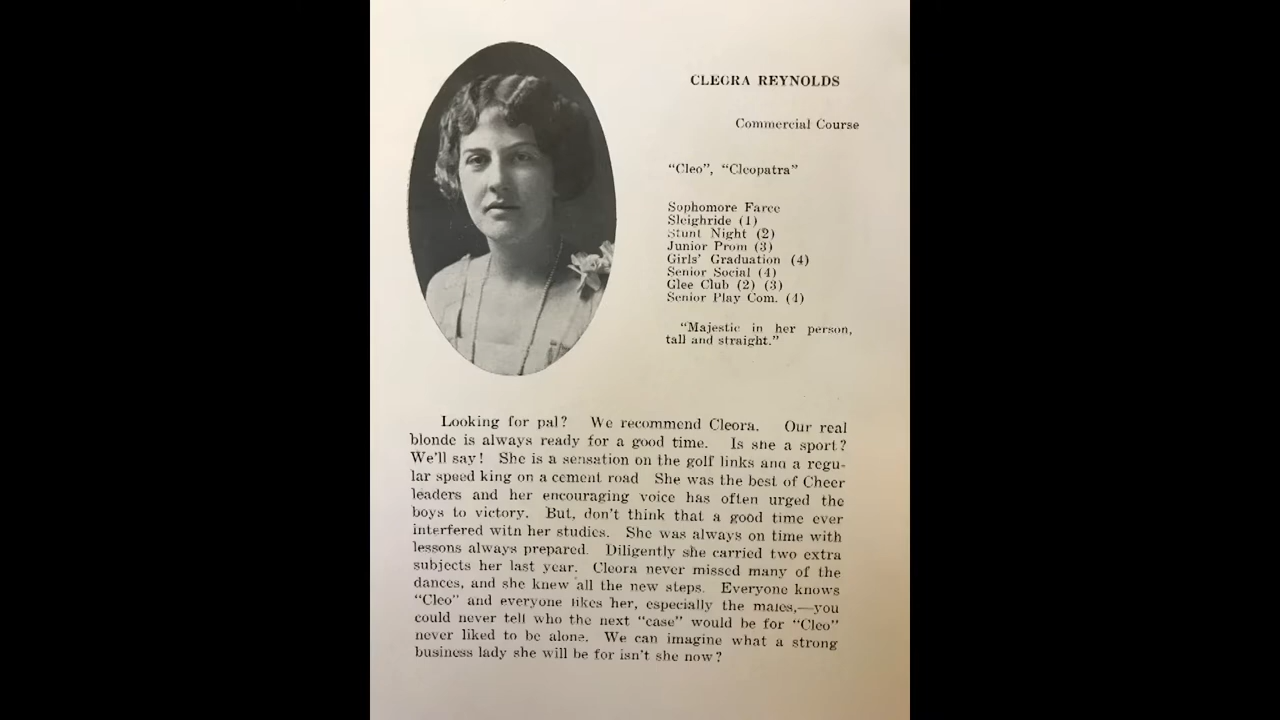 CLEORA REYNOLDS
Commercial Course
"Cleo", "Cleopatra"
Sophomore Farce
Sleighride (1)
Stunt Night (2)
Junior Prom (3)
Girls' Graduation (4)
Senior Social (4)
Glee Club (2) (3)
Senior Play Com. (4)
"Majestic in her person,
tall and straight."
Looking for pal? We recommend Cleora. Our real
blonde is always ready for a good time. Is she a sport?
We'll say! She is a sensation on the golf links and a regu-
lar speed king on a cement road She was the best of Cheer
leaders and her encouraging voice has often urged the
boys to victory. But, don't think that a good time ever
interfered with her studies. She was always on time with
lessons always prepared. Diligently she carried two extra
subjects her last year. Cleora never missed many of the
dances, and she knew all the new steps. Everyone knows
"Cleo" and everyone likes her, especially the males,—you
could never tell who the next "case" would be for "Cleo"
never liked to be alone. We can imagine what a strong
business lady she will be for isn't she now?